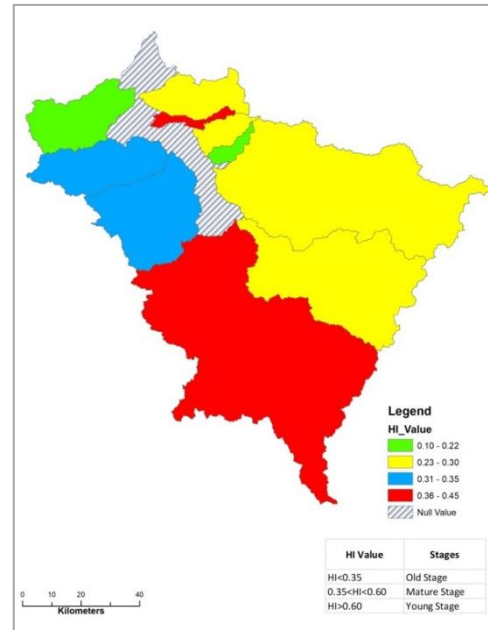 Legend
HI_Value
0.10 - 0.22
0.23 - 0.30
0.31 - 0.35
0.36 - 0.45
Null Value
HI Value Stages
HI<0.35 Old Stage
0.35<HI<0.60 Mature Stage
HI>0.60 Young Stage
0 10 20 40
Kilometers